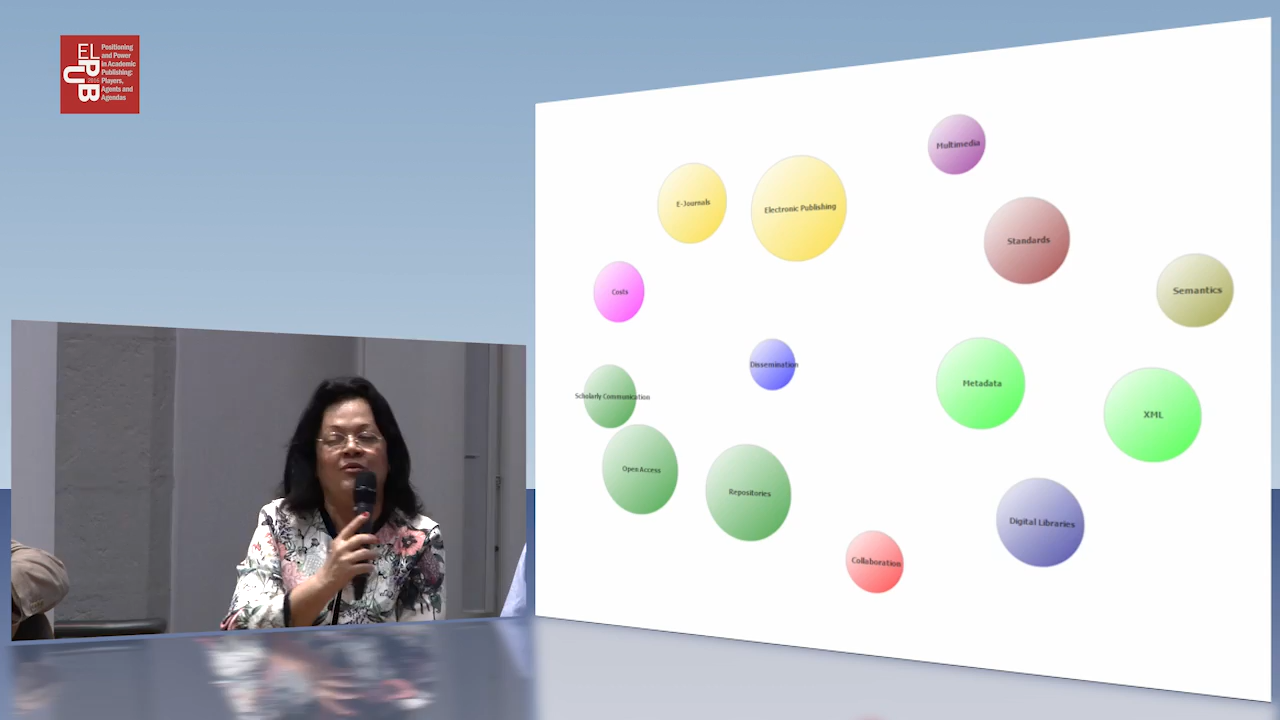 EL
PUB
2016
Positioning
and Power
in Academic
Publishing:
Players,
Agents and
Agendas
Multimedia
E-Journals
Electronic Publishing
Standards
Costs
Semantics
Dissemination
Metadata
Scholarly Communication
XML
Open Access
Repositories
Digital Libraries
Collaboration